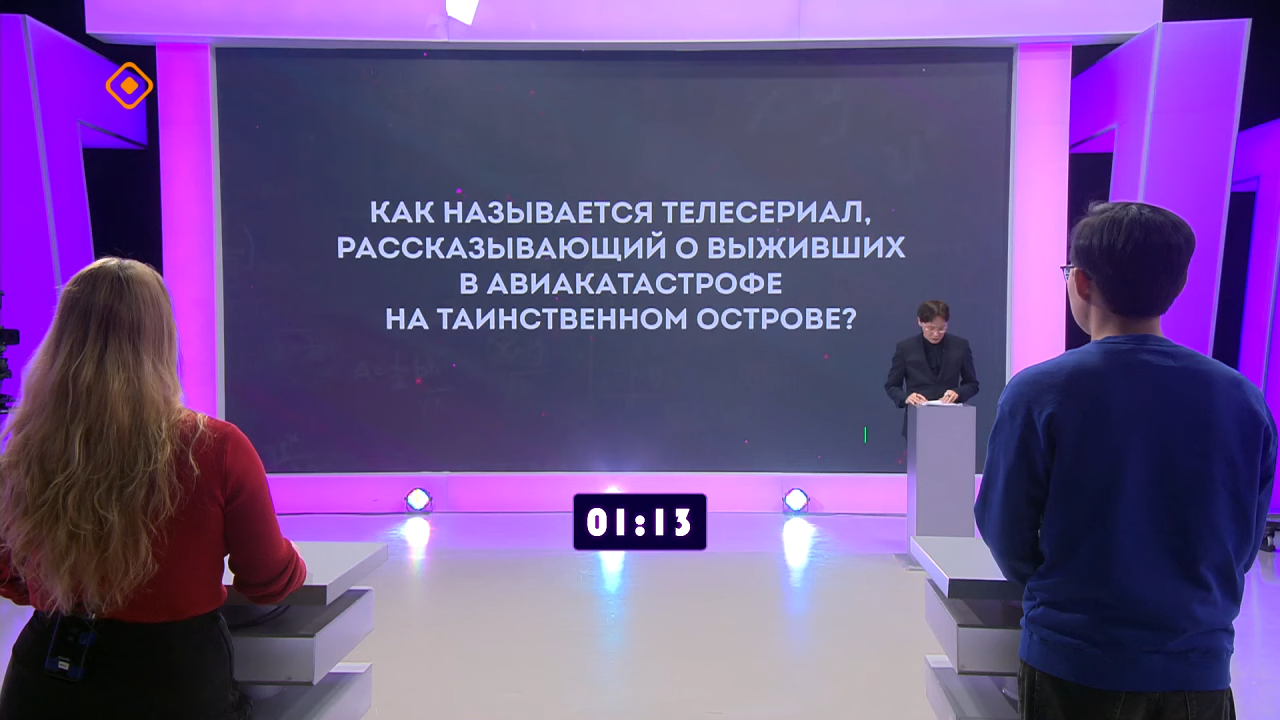 КАК НАЗЫВАЕТСЯ ТЕЛЕСЕРИАЛ,
РАССКАЗЫВАЮЩИЙ О ВЫЖИВШИХ
В АВИАКАТАСТРОФЕ
НА ТАИНСТВЕННОМ ОСТРОВЕ?
01:13